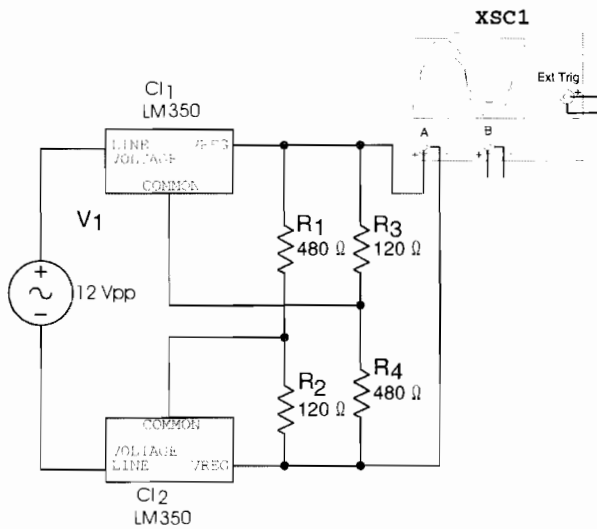 XSC1
Ext Trig
+
A
B
+
+
CI1
LM350
LINE VREG
VOLTAGE
COMMON
V1
+
12 Vpp
−
R1
480 Ω
R3
120 Ω
R2
120 Ω
R4
480 Ω
COMMON
VOLTAGE
LINE VREG
CI2
LM350